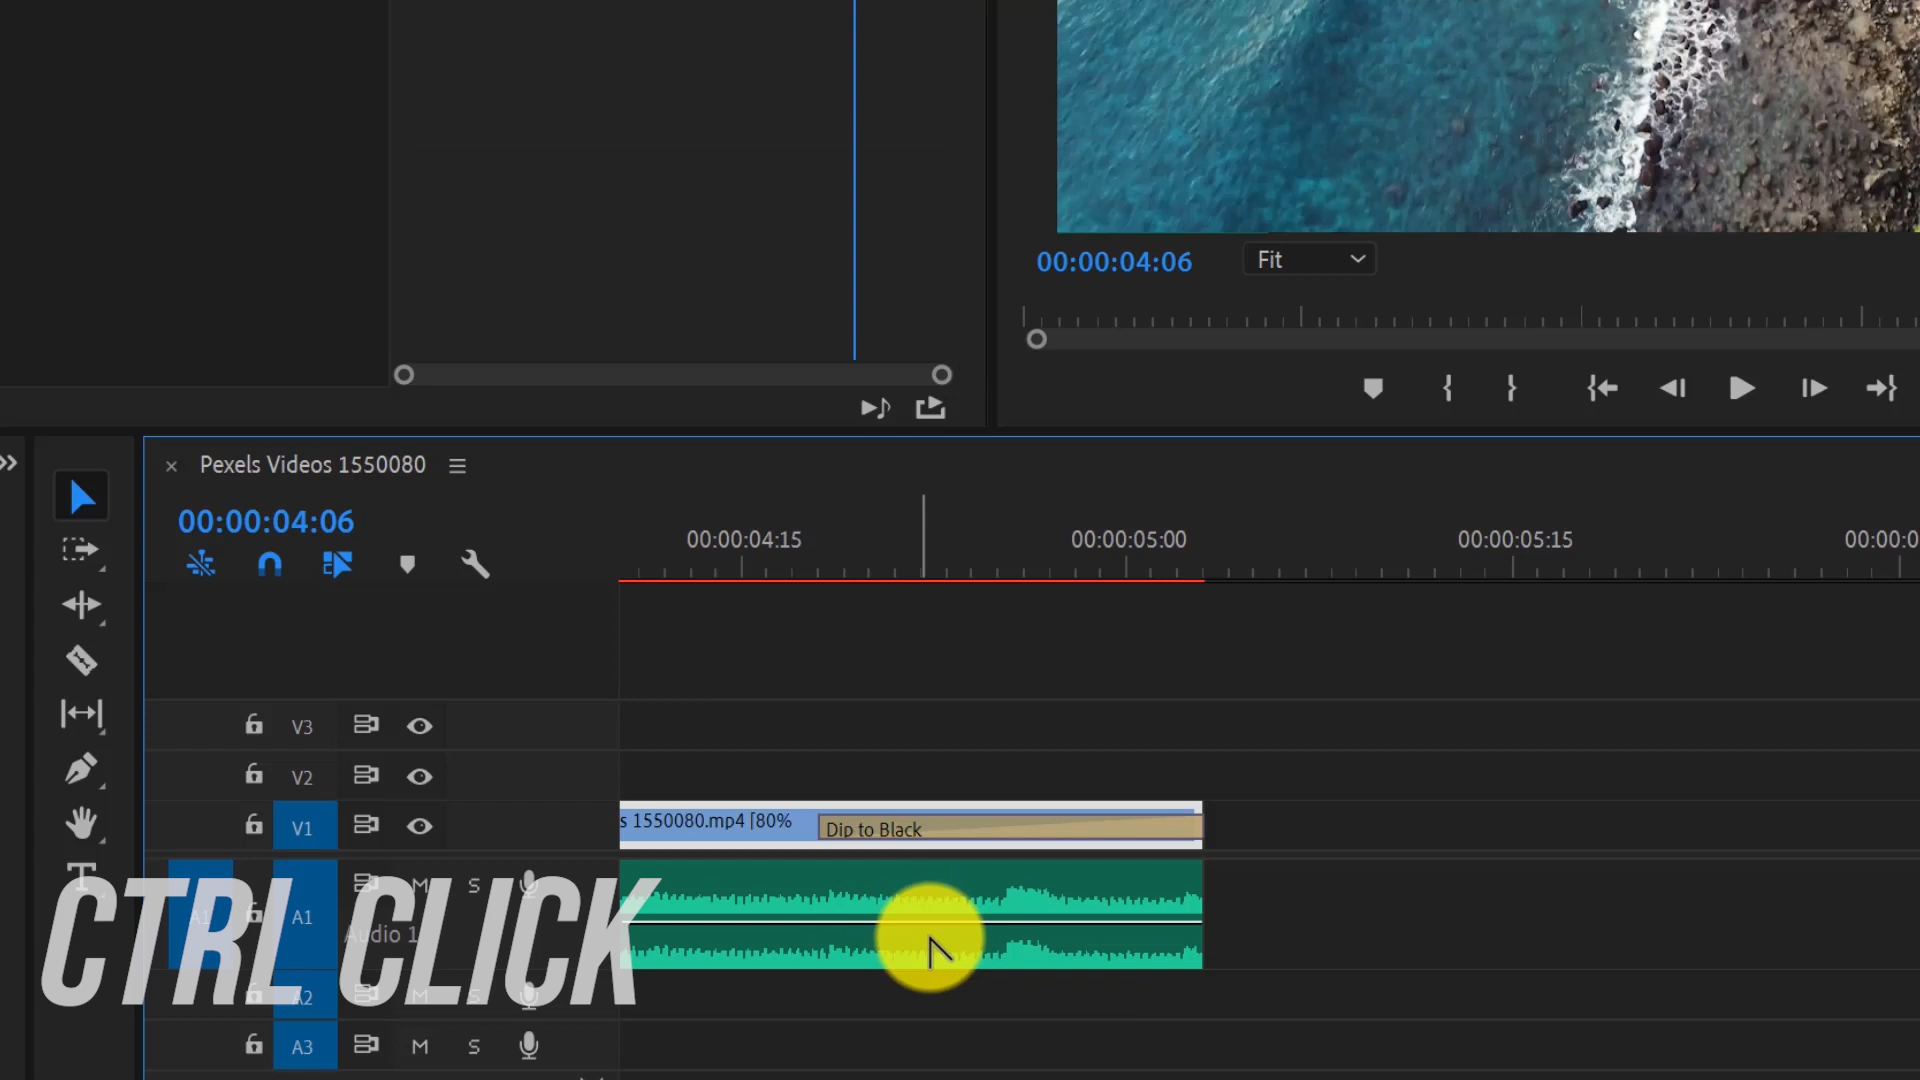 00:00:04:06
Fit
Pexels Videos 1550080
00:00:04:06
00:00:04:15
00:00:05:00
00:00:05:15
00:00:0
V3
V2
V1
s 1550080.mp4 [80%
Dip to Black
A1
A1
M
S
Audio 1
CTRL CLICK
A2
M
S
A3
M
S